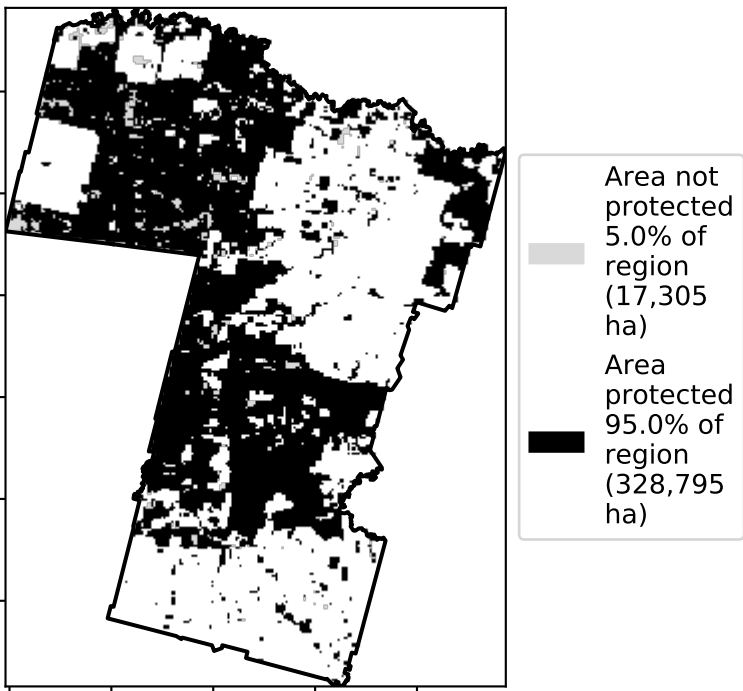 Area not
protected
5.0% of
region
(17,305
ha)
Area
protected
95.0% of
region
(328,795
ha)